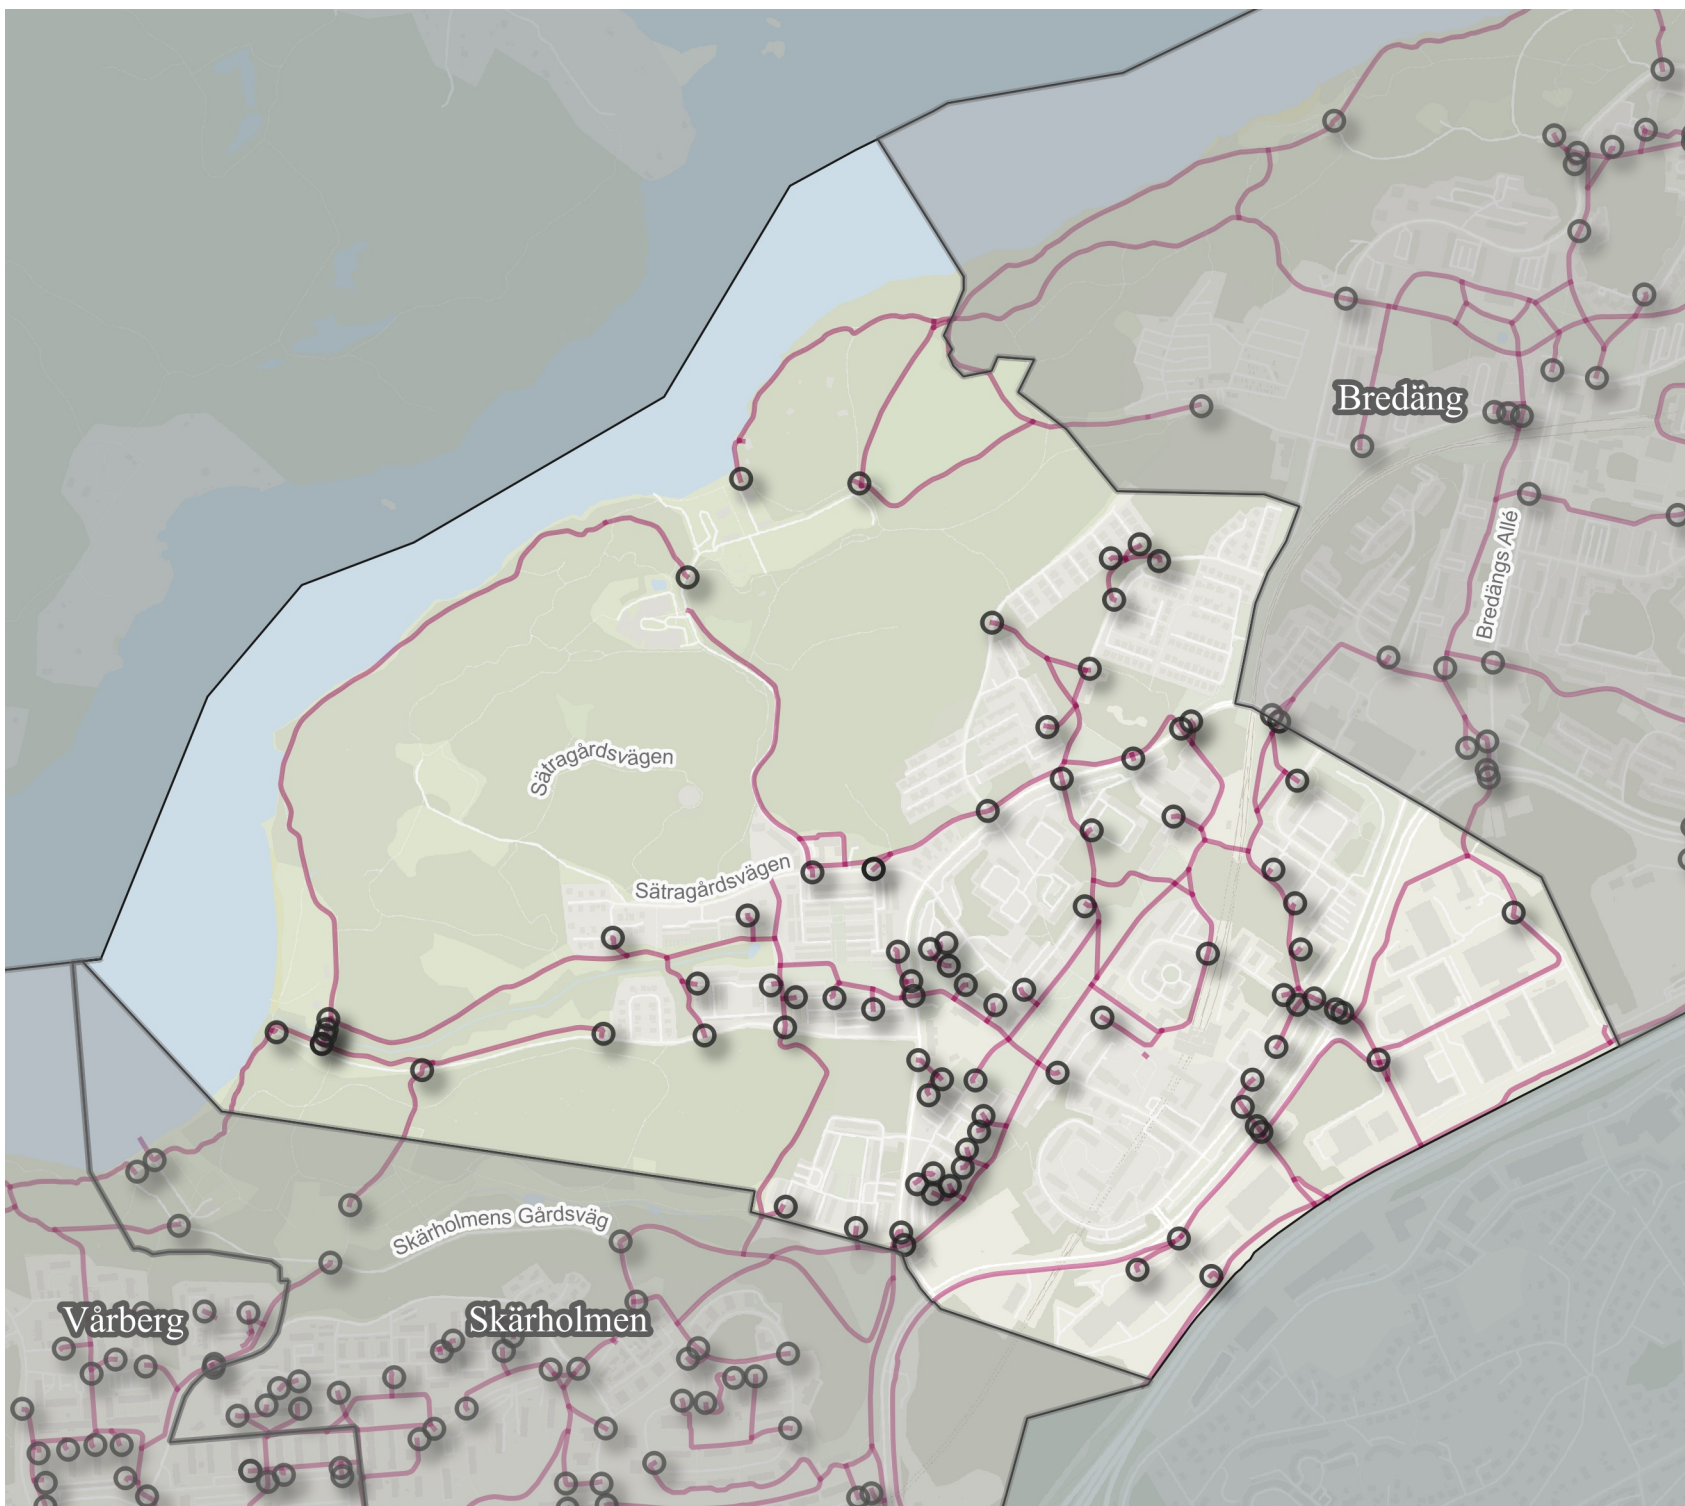 Bredäng
Bredängs Allé
Sätragårdsvägen
Sätragårdsvägen
Skärholmens Gårdsväg
Vårberg
Skärholmen